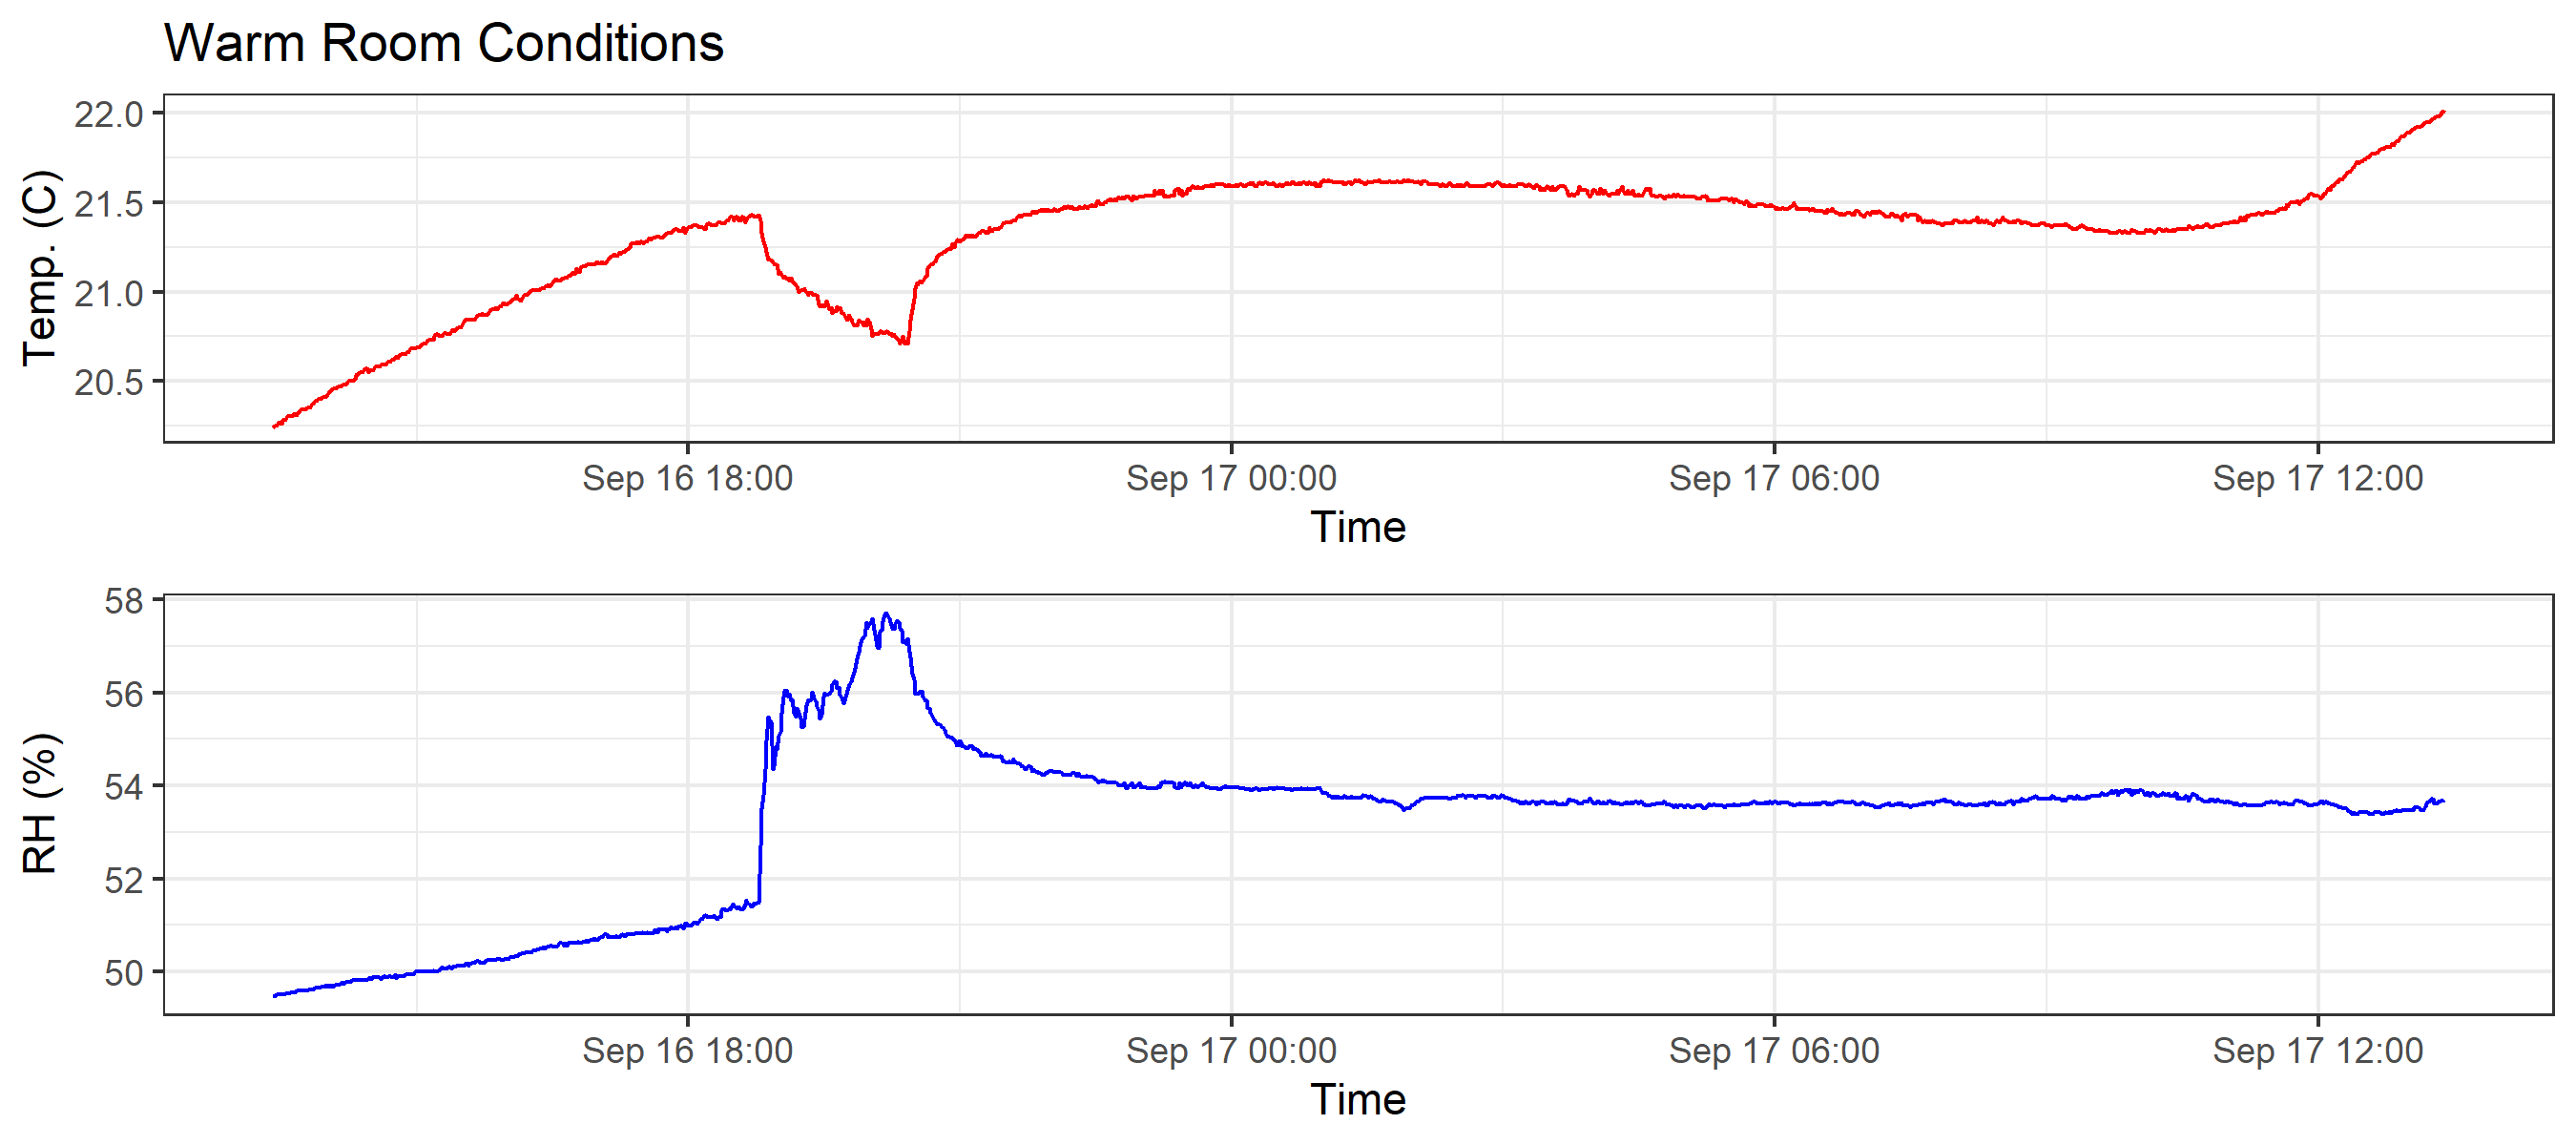 Warm Room Conditions
Temp. (C)
22.0
21.5
21.0
20.5
Sep 16 18:00 Sep 17 00:00 Sep 17 06:00 Sep 17 12:00
Time
RH (%)
58
56
54
52
50
Sep 16 18:00 Sep 17 00:00 Sep 17 06:00 Sep 17 12:00
Time